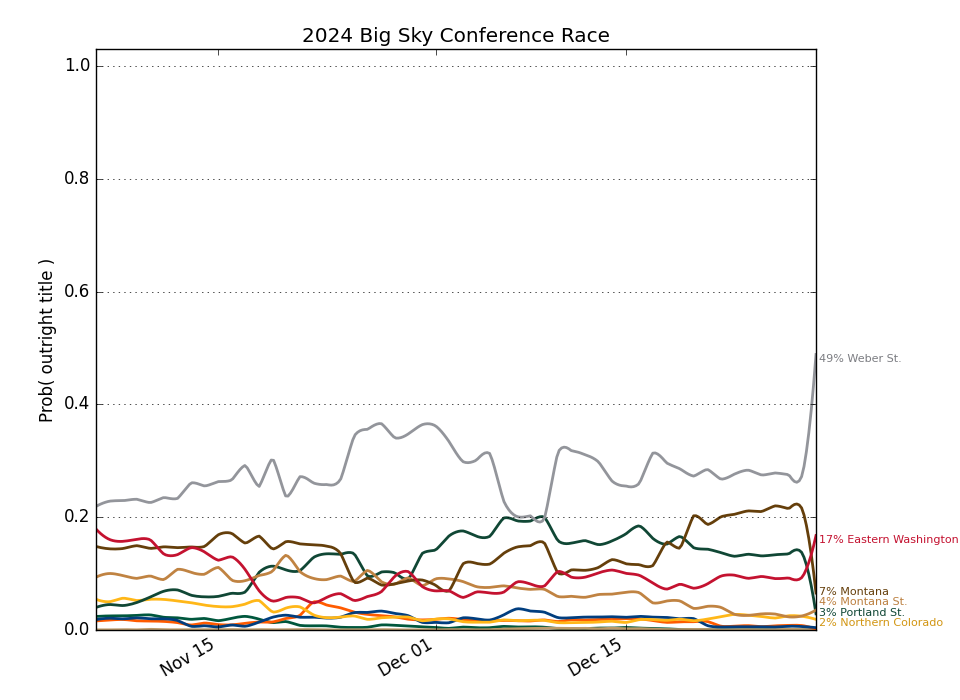 2024 Big Sky Conference Race
1.0
0.8
0.6
0.4
0.2
0.0
Prob( outright title )
Nov 15
Dec 01
Dec 15
49% Weber St.
17% Eastern Washington
7% Montana
4% Montana St.
3% Portland St.
2% Northern Colorado